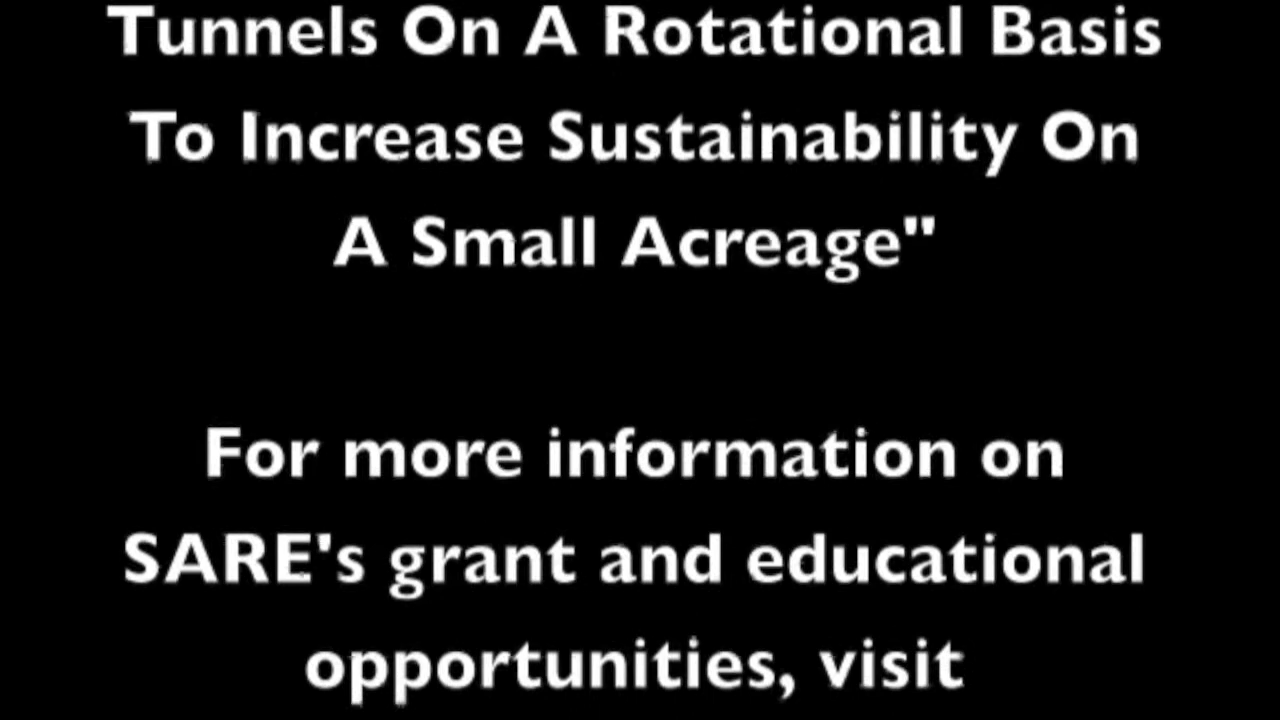 Tunnels On A Rotational Basis
To Increase Sustainability On
A Small Acreage"
For more information on
SARE's grant and educational
opportunities, visit